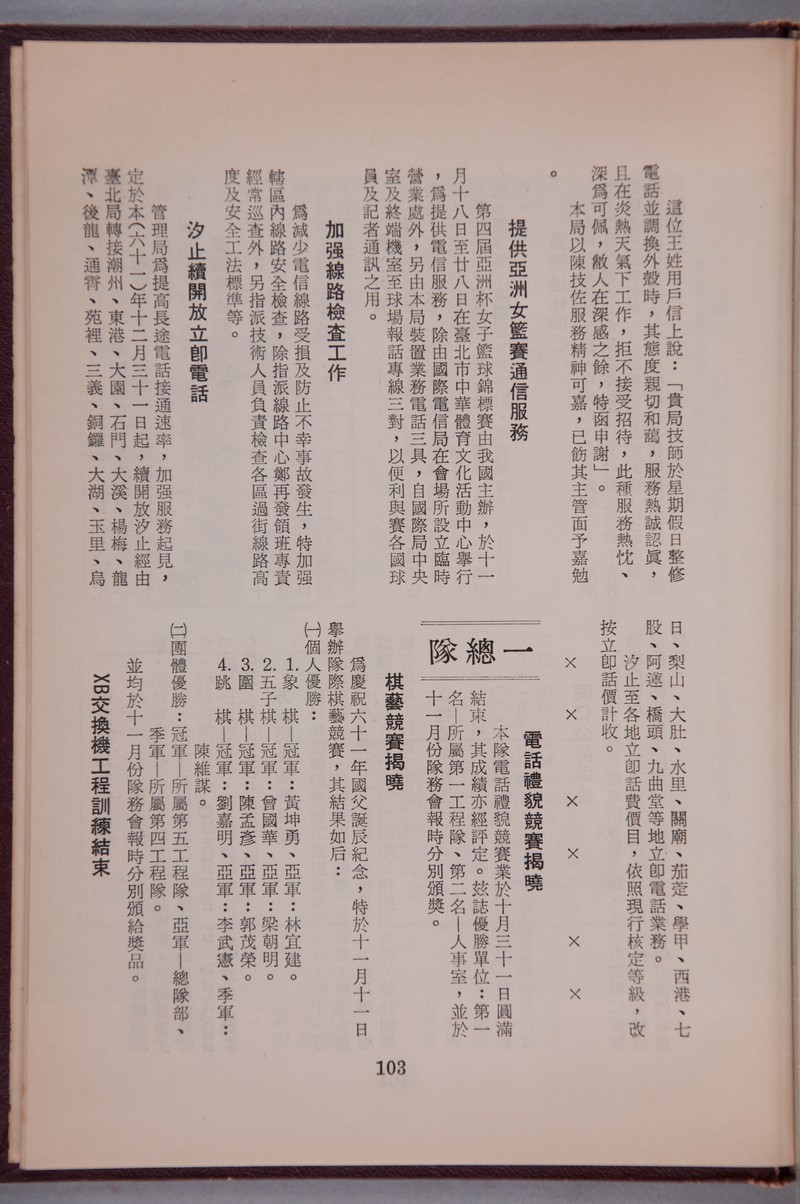 這位王姓用戶信上說：「貴局技師於星期假日整修
電話並調換外殼時，其態度親切和藹，服務熱誠認眞，
且在炎熱天氣下工作，拒不接受招待，此種服務熱忱、
深爲可佩，敝人在深感之餘，特函申謝」。
本局以陳技佐服務精神可嘉，已飭其主管面予嘉勉
。
提供亞洲女籃賽通信服務
第四屆亞洲杯女子籃球錦標賽由我國主辦，於十一
月十八日至廿八日在臺北市中華體育文化活動中心舉行
，爲提供電信服務，除由國際電信局在會場所設立臨時
營業處外，另由本局裝置業務電話三具，自國際局中央
室及終端機室至球場報話專線三對，以便利與賽各國球
員及記者通訊之用。
加强線路檢查工作
爲減少電信線路受損及防止不幸事故發生，特加强
轄區內線路安全檢查，除指派線路中心鄭再發領班專責
經常巡查外，另指派技術人員負責檢查各區過街線路高
度及安全工法標準等。
汐止續開放立卽電話
管理局爲提高長途電話接通速率，加强服務起見，
定於本(六十一)年十二月三十一日起，續開放汐止經由
臺北局轉接潮州、東港、大園、石門、大溪、楊梅、龍
潭、後龍、通霄、苑裡、三義、銅鑼、大湖、玉里、烏
日、梨山、大肚、水里、關廟、茄萣、學甲、西港、七
股、阿蓮、橋頭、九曲堂等地立卽電話業務。
汐止至各地立卽話費價目，依照現行核定等級，改
按立卽話價計收。
× × × × × ×
一總隊
電話禮貌競賽揭曉
本隊電話禮貌競賽業於十月三十一日圓滿
結束，其成績亦經評定。玆誌優勝單位：第一
名—所屬第一工程隊、第二名—人事室，並於
十一月份隊務會報時分別頒獎。
棋藝競賽揭曉
爲慶祝六十一年國父誕辰紀念，特於十一月十一日
舉辦隊際棋藝競賽，其結果如后：
㈠個人優勝：
1.象　棋—冠軍：黃坤勇、亞軍：林宜建。
2.五子棋—冠軍：曾國華、亞軍：梁朝明。
3.圍　棋—冠軍：陳孟彥、亞軍：郭茂榮。
4.跳　棋—冠軍：劉嘉明、亞軍：李武憲、季軍：
陳維謀。
㈡團體優勝：冠軍—所屬第五工程隊、亞軍—總隊部、
季軍—所屬第四工程隊。
並均於十一月份隊務會報時分別頒給獎品。
XB交換機工程訓練結束
103